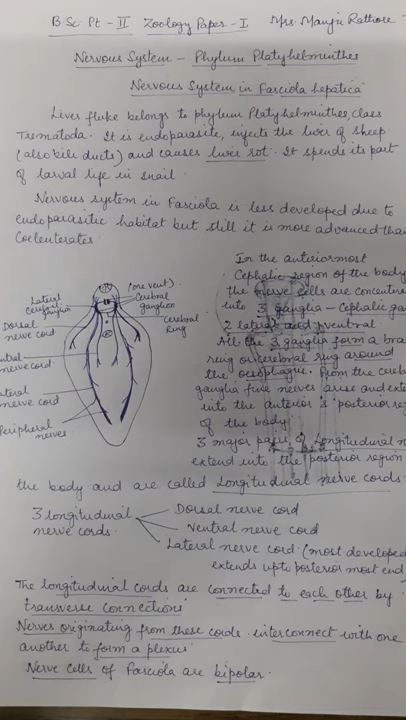 B.Sc. Pt - II Zoology Paper - I Mrs. Manju Rathore
Nervous System - Phylum Platyhelminthes
Nervous System in Fasciola hepatica
Liver fluke belongs to phylum Platyhelminthes, class
Trematoda. It is endoparasite, infects the liver of sheep
(also bile ducts) and causes liver rot. It spends its part
of larval life in snail.
Nervous system in Fasciola is less developed due to
endoparasitic habitat but still it is more advanced than
Coelenterates.
In the anteriormost
Cephalic region of the body
the nerve cells are concentra
into 3 ganglia - Cephalic ga
2 lateral and 1 ventral.
All the 3 ganglia form a bra
ring or cerebral ring around
the oesophagus. From the cereb
ganglia fine nerves arise and exte
into the anterior & posterior re
of the body.
3 major pairs of longitudinal n
extend into the posterior region
(one vent)
Cerebral
ganglion
Cerebral
Ring
Lateral
cerebral
ganglia
Dorsal
nerve cord
ntral
nerve cord
ateral
nerve cord
Peripheral
nerves
the body and are called longitudinal nerve cords.
3 longitudinal
nerve cords.
Dorsal nerve cord
Ventral nerve cord
Lateral nerve cord (most developed
extends upto posterior most end)
The longitudinal cords are connected to each other by
transverse connections
Nerves originating from these cords interconnect with one
another to form a plexus.
Nerve cells of Fasciola are bipolar.